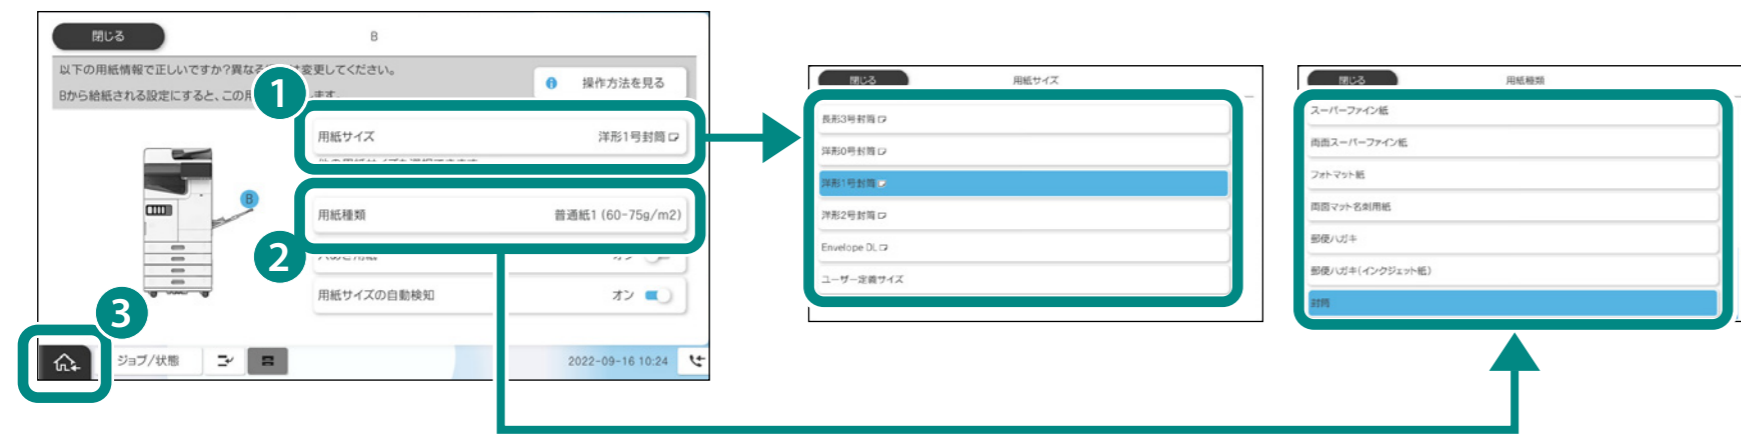 閉じる
B
以下の用紙情報で正しいですか?異なる 変更してください。
Bから給紙される設定にすると、この用 します。
操作方法を見る
1
用紙サイズ 洋形1号封筒
B
2
用紙種類 普通紙1 (60-75g/m2)
用紙サイズの自動検知 オン
3
ジョブ/状態
2022-09-16 10:24
閉じる 用紙サイズ
長形3号封筒
洋形0号封筒
洋形1号封筒
洋形2号封筒
Envelope DL
ユーザー定義サイズ
閉じる 用紙種類
スーパーファイン紙
両面スーパーファイン紙
フォトマット紙
両面マット名刺用紙
郵便ハガキ
郵便ハガキ(インクジェット紙)
封筒